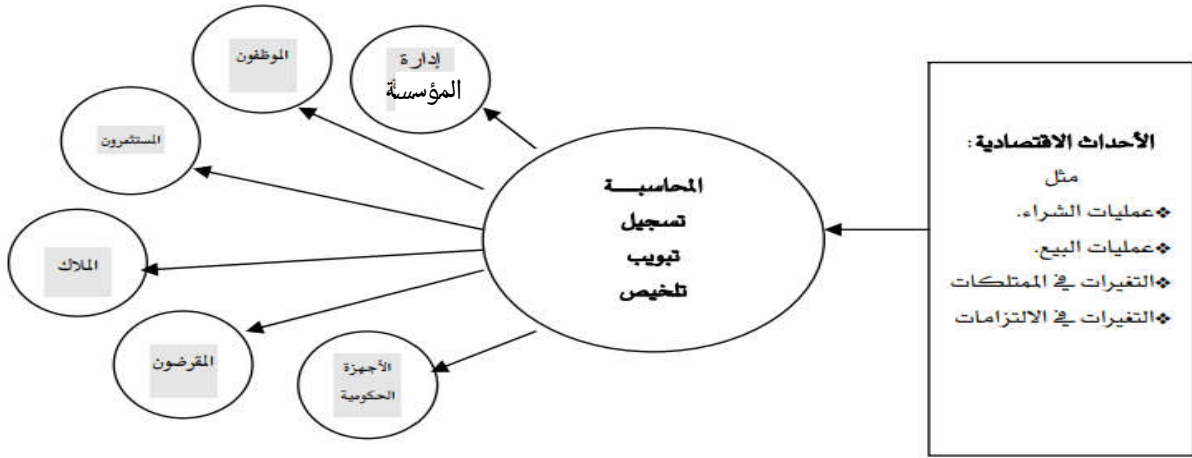 الأحداث الاقتصادية:
مثل
❖عمليات الشراء.
❖عمليات البيع.
❖التغيرات في الممتلكات
❖التغيرات في الالتزامات
المحاسبـــة
تسجيل
تبويب
تلخيص
إدارة
المؤسسة
الموظفون
المستثمرون
الملاك
المقرضون
الأجهزة
الحكومية